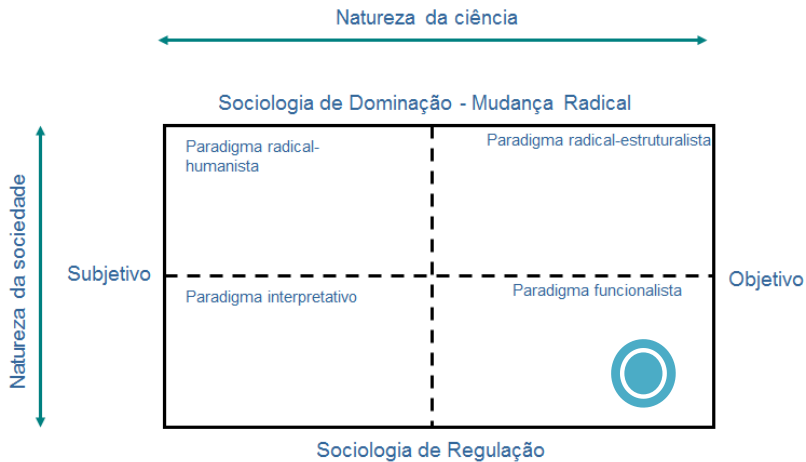 Natureza da ciência
Sociologia de Dominação - Mudança Radical
Paradigma radical-
humanista
Paradigma radical-estruturalista
Natureza da sociedade
Subjetivo
Objetivo
Paradigma interpretativo
Paradigma funcionalista
Sociologia de Regulação